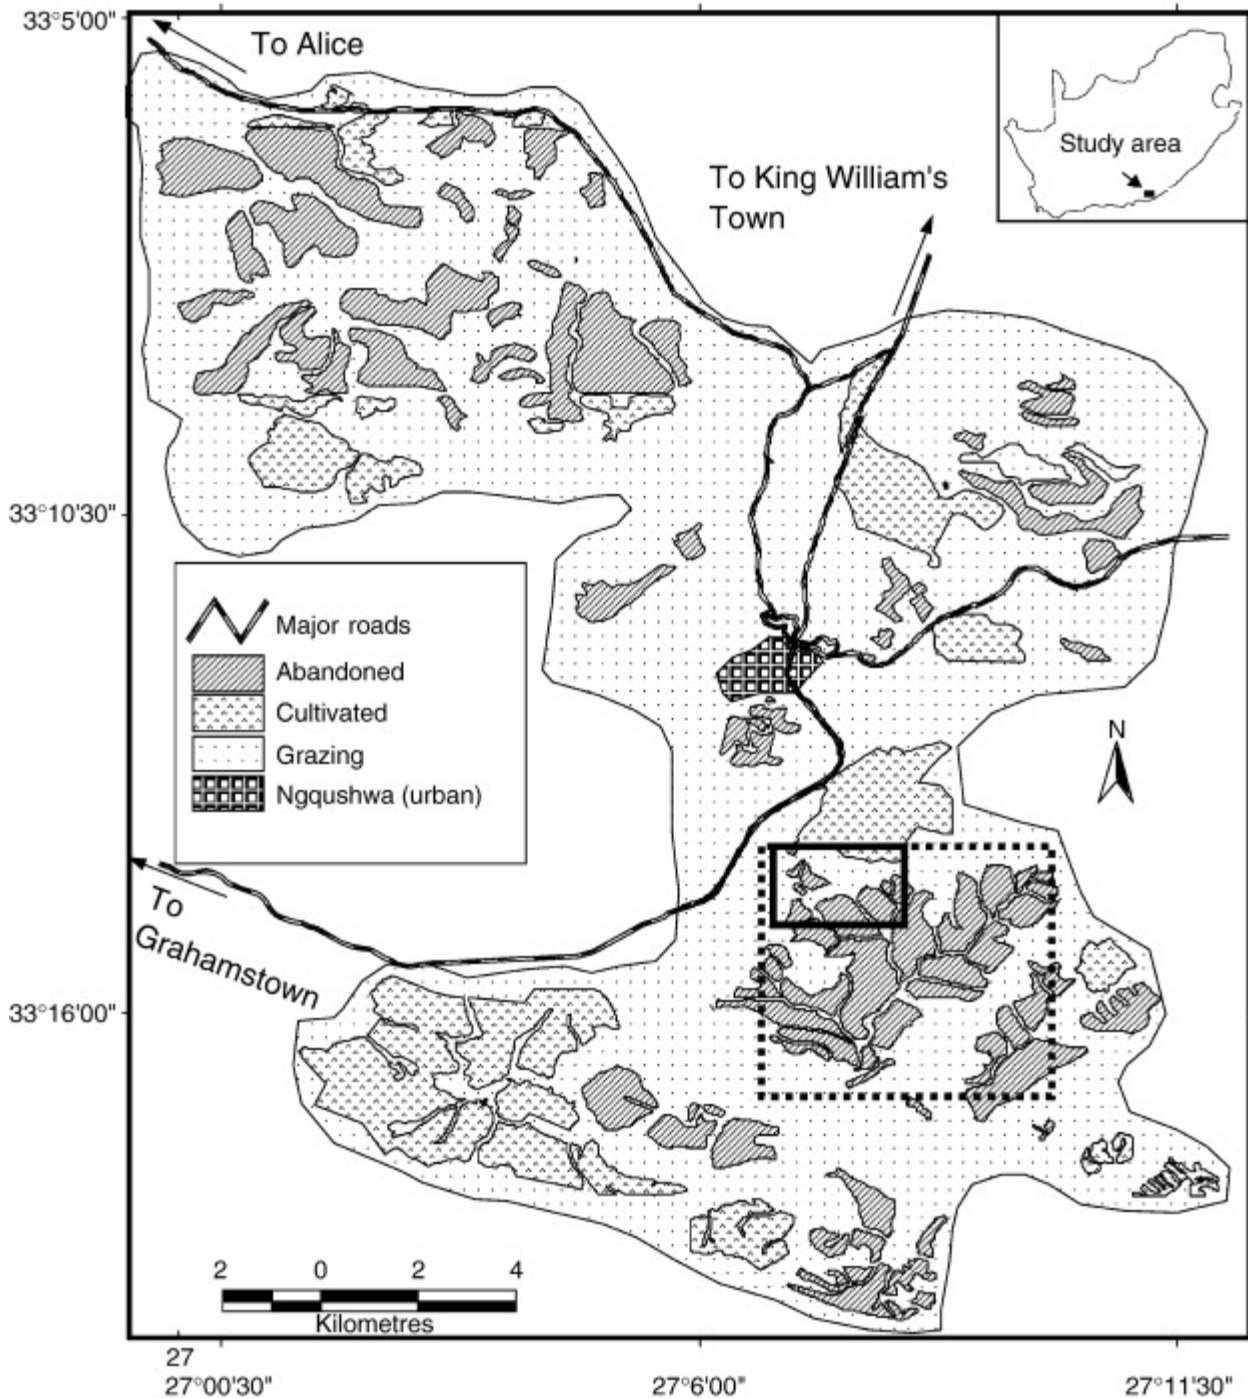 33°5'00"
To Alice
Study area
To King William's
Town
33°10'30"
Major roads
Abandoned
Cultivated
Grazing
Ngqushwa (urban)
N
To
Grahamstown
33°16'00"
2 0 2 4
Kilometres
27
27°00'30" 27°6'00" 27°11'30"